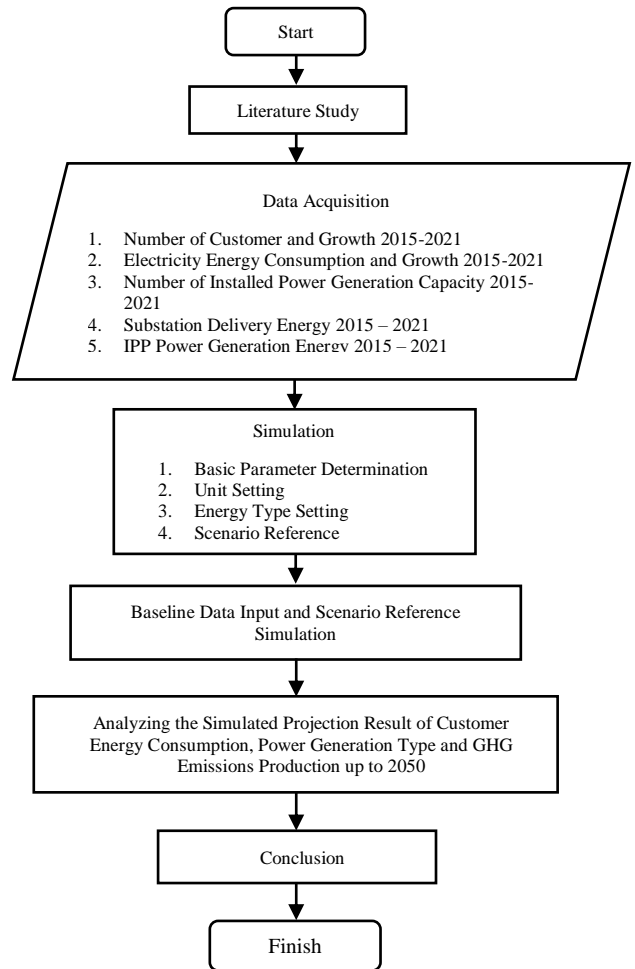 Start
Literature Study
Data Acquisition
1. Number of Customer and Growth 2015-2021
2. Electricity Energy Consumption and Growth 2015-2021
3. Number of Installed Power Generation Capacity 2015-
2021
4. Substation Delivery Energy 2015 – 2021
5. IPP Power Generation Energy 2015 – 2021
Simulation
1. Basic Parameter Determination
2. Unit Setting
3. Energy Type Setting
4. Scenario Reference
Baseline Data Input and Scenario Reference
Simulation
Analyzing the Simulated Projection Result of Customer
Energy Consumption, Power Generation Type and GHG
Emissions Production up to 2050
Conclusion
Finish